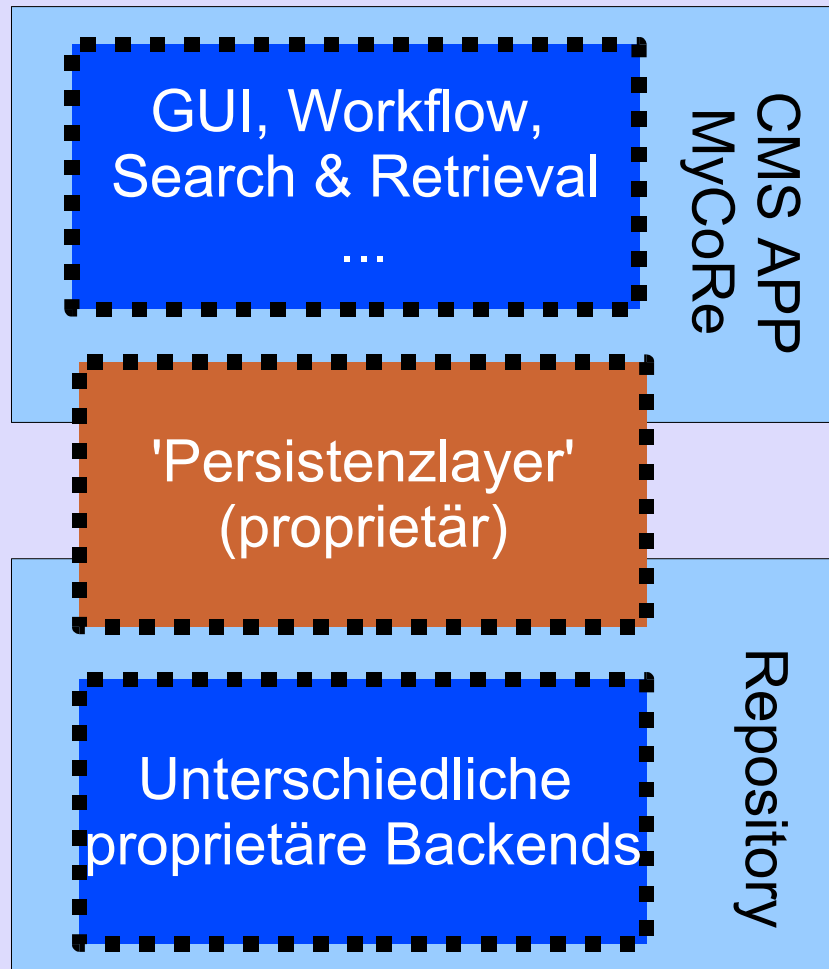 GUI, Workflow,
Search & Retrieval
...
CMS APP
MyCoRe
'Persistenzlayer'
(proprietär)
Unterschiedliche
proprietäre Backends
Repository